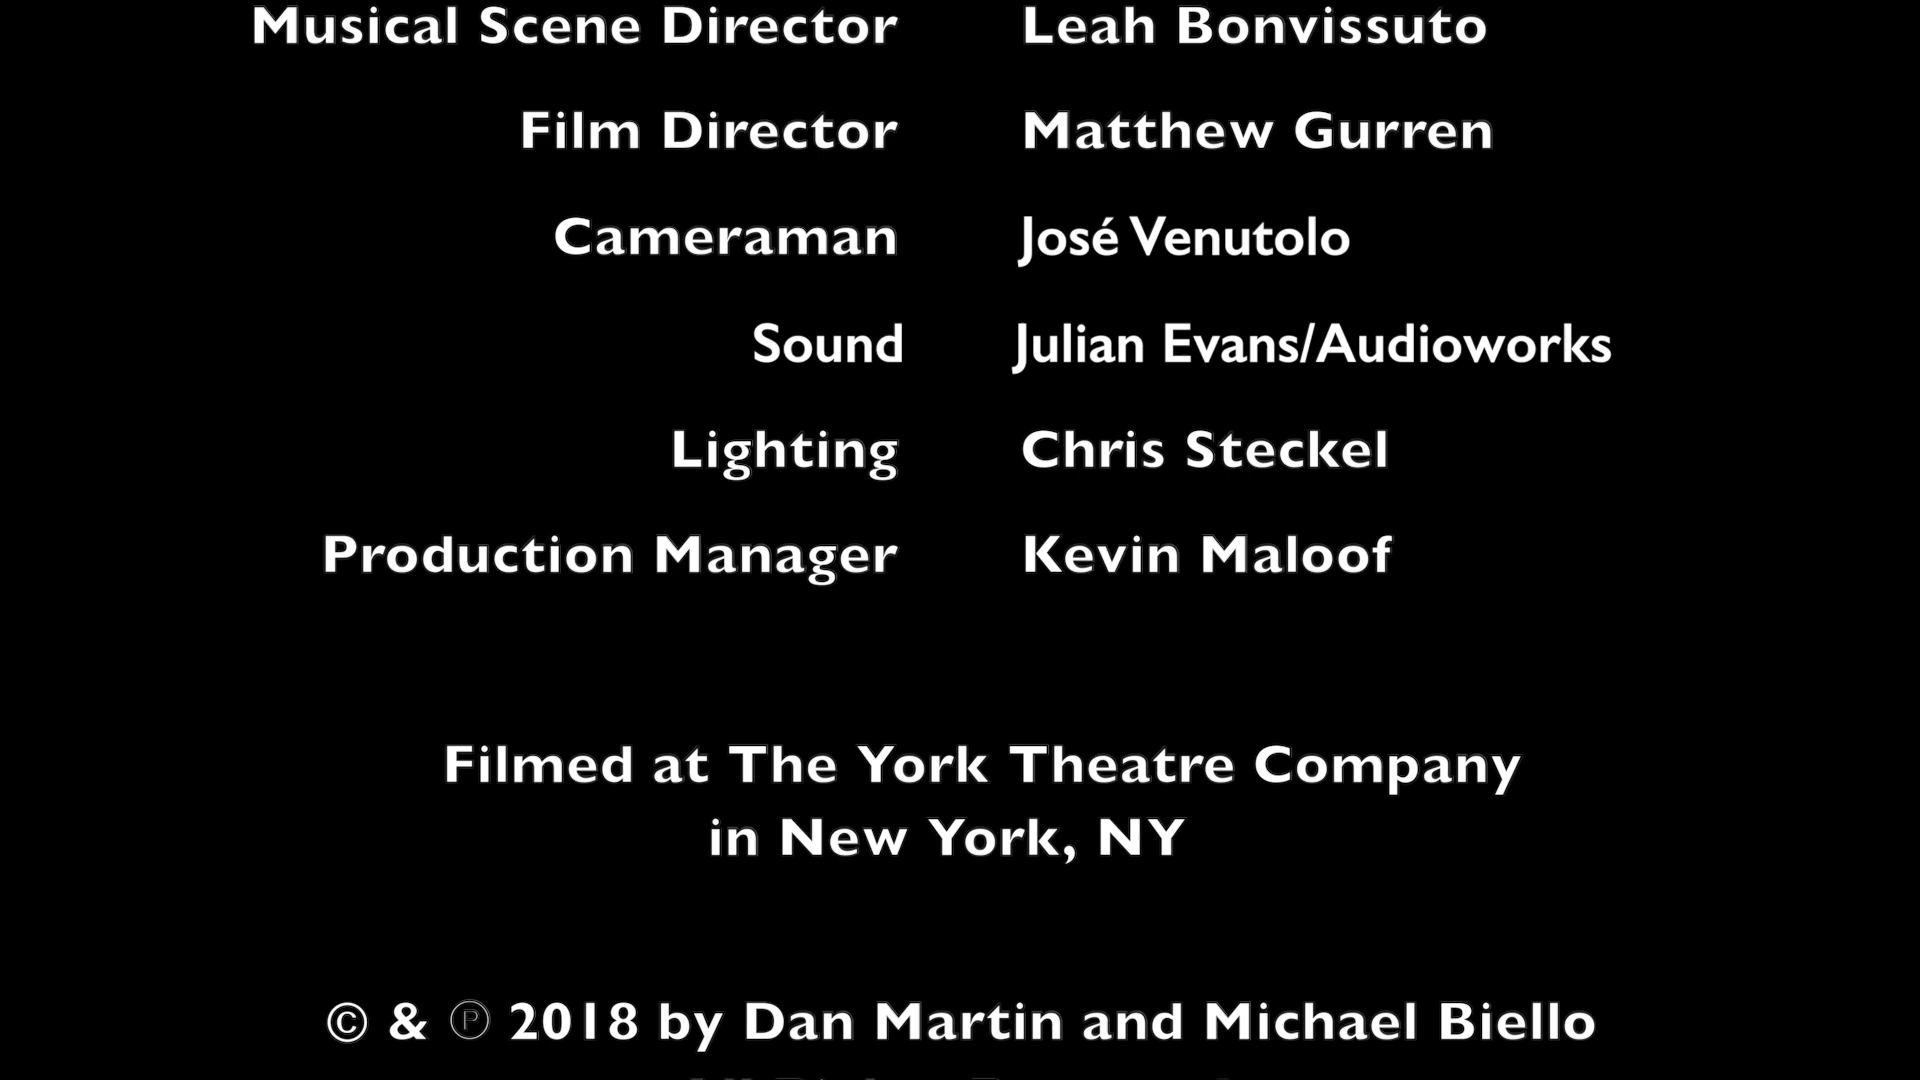 Musical Scene Director Leah Bonvissuto
Film Director Matthew Gurren
Cameraman José Venutolo
Sound Julian Evans/Audioworks
Lighting Chris Steckel
Production Manager Kevin Maloof
Filmed at The York Theatre Company
in New York, NY
© & ℗ 2018 by Dan Martin and Michael Biello